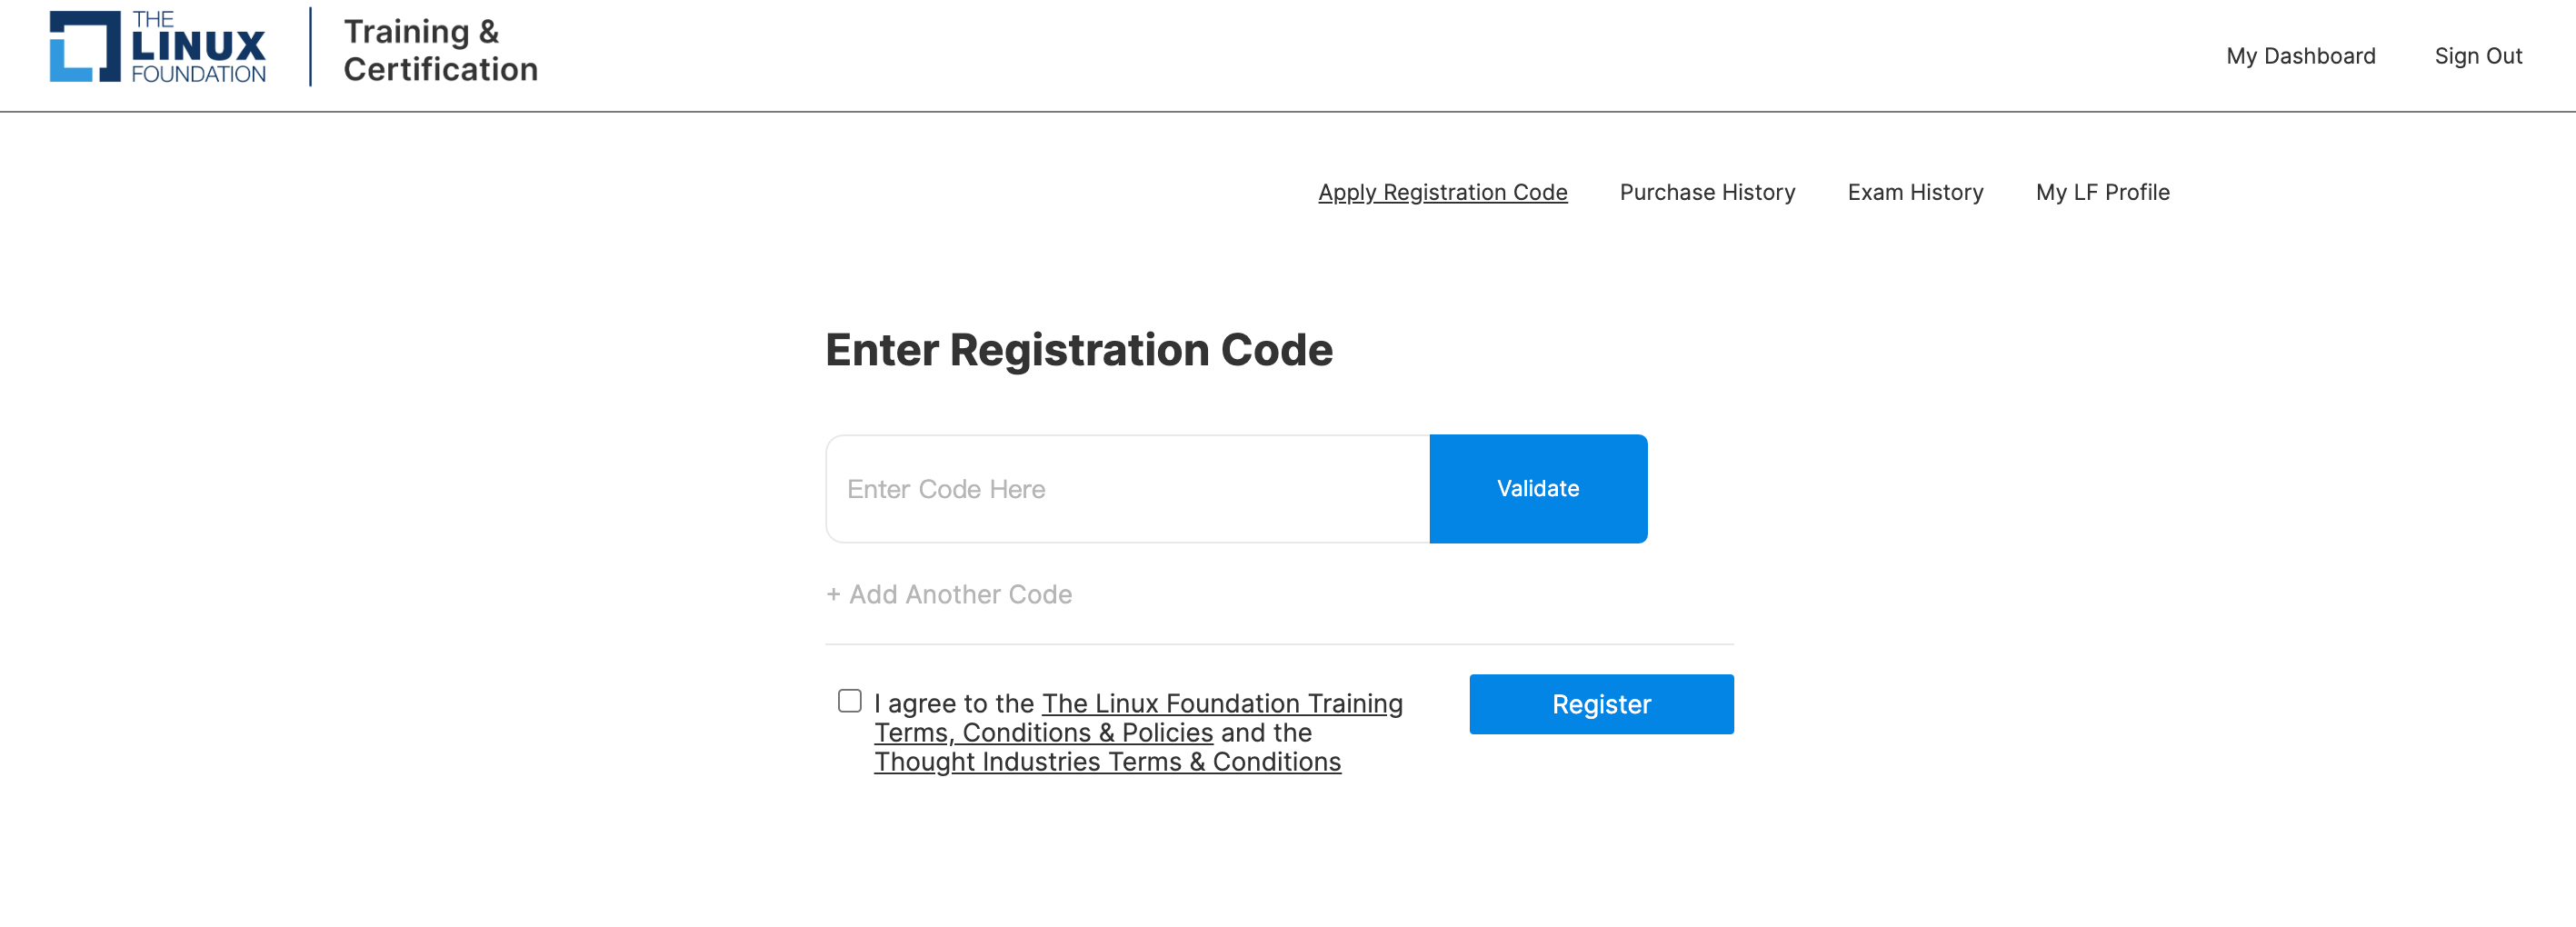 THE
LINUX
FOUNDATION
Training &
Certification
My Dashboard
Sign Out
Apply Registration Code
Purchase History
Exam History
My LF Profile
Enter Registration Code
Enter Code Here
Validate
+ Add Another Code
I agree to the The Linux Foundation Training
Terms, Conditions & Policies and the
Thought Industries Terms & Conditions
Register